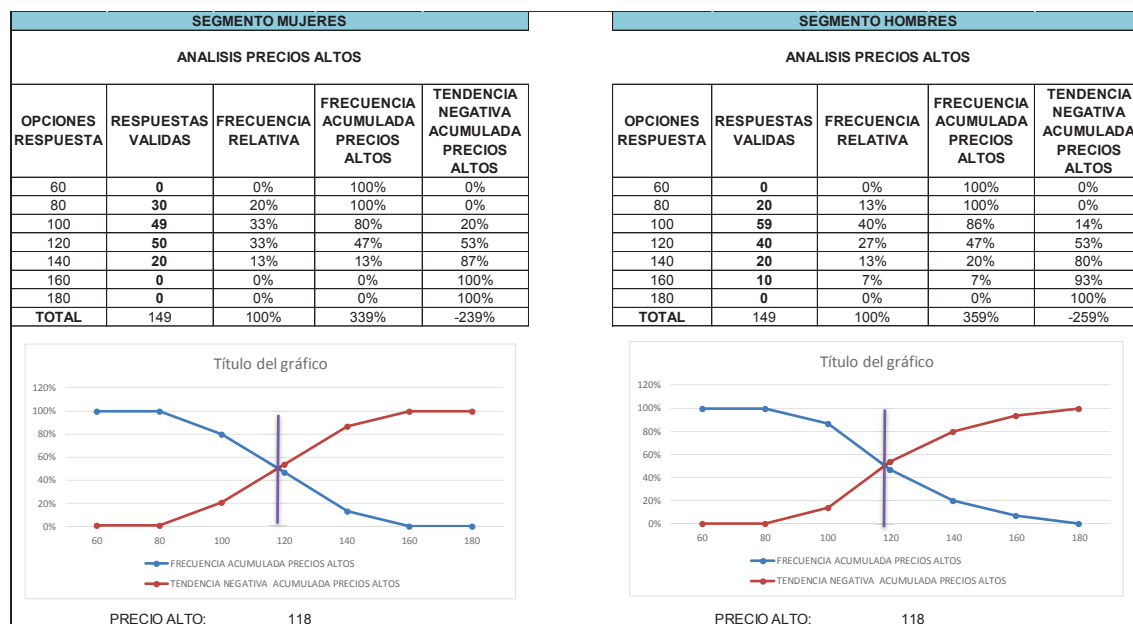 SEGMENTO MUJERES
ANALISIS PRECIOS ALTOS
OPCIONES RESPUESTA RESPUESTAS VALIDAS FRECUENCIA RELATIVA FRECUENCIA ACUMULADA PRECIOS ALTOS TENDENCIA NEGATIVA ACUMULADA PRECIOS ALTOS
60 0 0% 100% 0%
80 30 20% 100% 0%
100 49 33% 80% 20%
120 50 33% 47% 53%
140 20 13% 13% 87%
160 0 0% 0% 100%
180 0 0% 0% 100%
TOTAL 149 100% 339% -239%
Título del gráfico
120%
100%
80%
60%
40%
20%
0%
60 80 100 120 140 160 180
FRECUENCIA ACUMULADA PRECIOS ALTOS
TENDENCIA NEGATIVA ACUMULADA PRECIOS ALTOS
PRECIO ALTO: 118
SEGMENTO HOMBRES
ANALISIS PRECIOS ALTOS
OPCIONES RESPUESTA RESPUESTAS VALIDAS FRECUENCIA RELATIVA FRECUENCIA ACUMULADA PRECIOS ALTOS TENDENCIA NEGATIVA ACUMULADA PRECIOS ALTOS
60 0 0% 100% 0%
80 20 13% 100% 0%
100 59 40% 86% 14%
120 40 27% 47% 53%
140 20 13% 20% 80%
160 10 7% 7% 93%
180 0 0% 0% 100%
TOTAL 149 100% 359% -259%
Título del gráfico
120%
100%
80%
60%
40%
20%
0%
60 80 100 120 140 160 180
FRECUENCIA ACUMULADA PRECIOS ALTOS
TENDENCIA NEGATIVA ACUMULADA PRECIOS ALTOS
PRECIO ALTO: 118